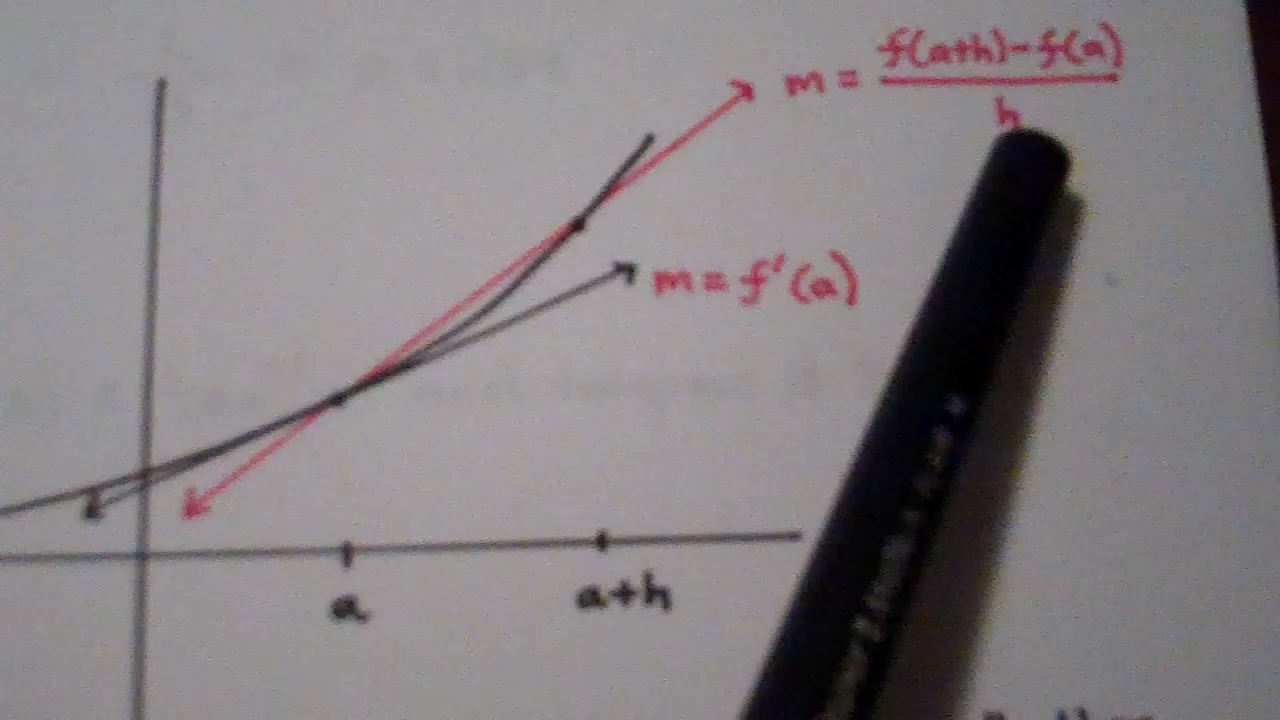 m = f(a+h)-f(a)
h
m = f'(a)
a
a+h